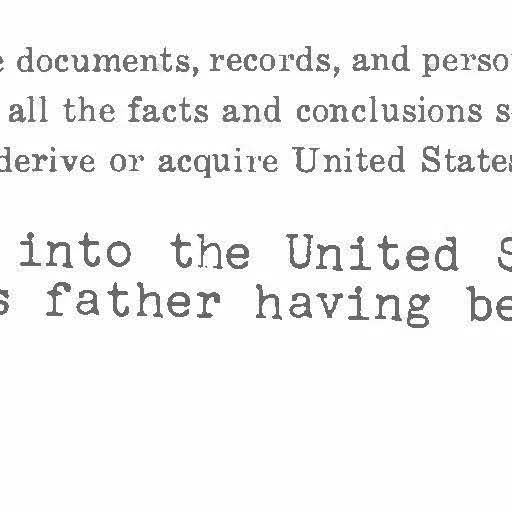 documents, records, and perso
all the facts and conclusions s
derive or acquire United States
into the United S
s father having be